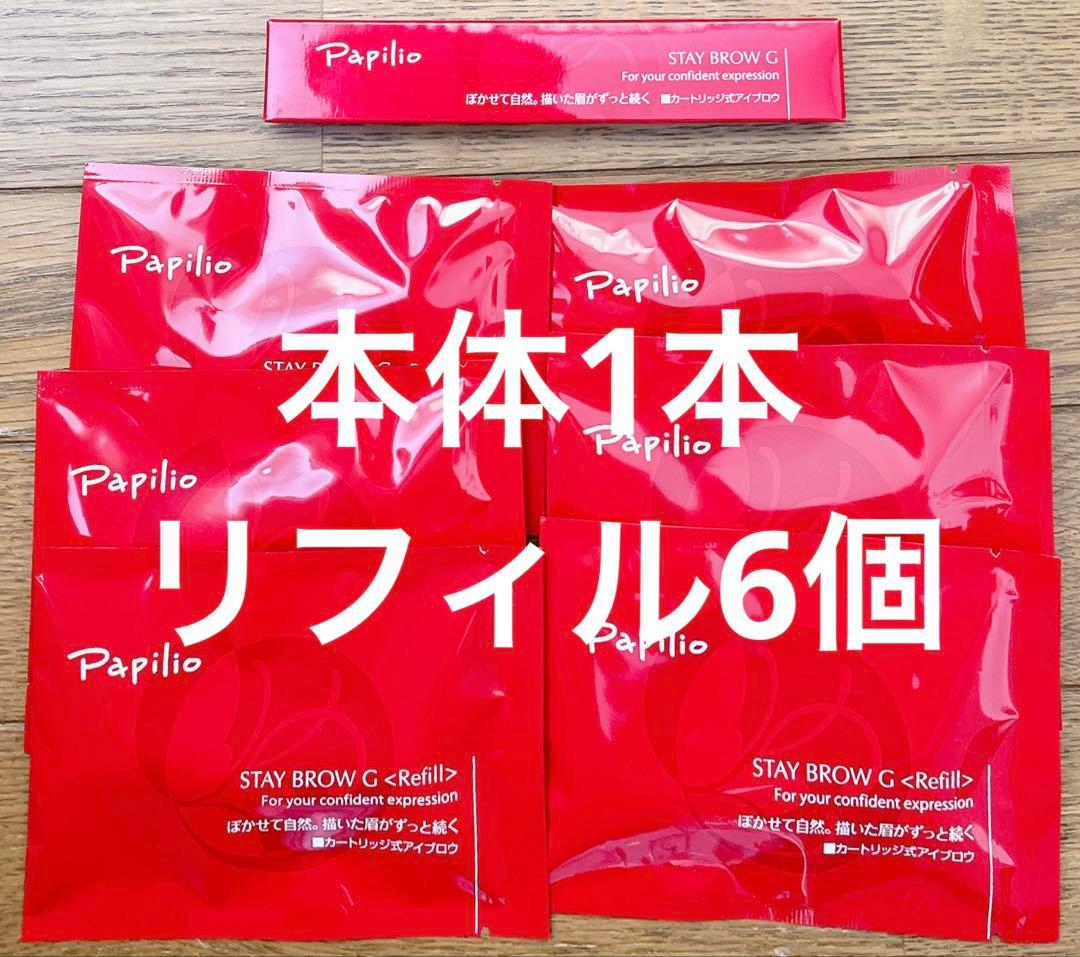 Papilio
STAY BROW G
For your confident expression
ぼかせて自然。描いた眉がずっと続く ■カートリッジ式アイブロウ
Papilio
Papilio
本体1本
Papilio
Papilio
リフィル6個
Papilio
Papilio
STAY BROW G <Refill>
For your confident expression
ぼかせて自然。描いた眉がずっと続く
■カートリッジ式アイブロウ
STAY BROW G <Refill>
For your confident expression
ぼかせて自然。描いた眉がずっと続く
■カートリッジ式アイブロウ